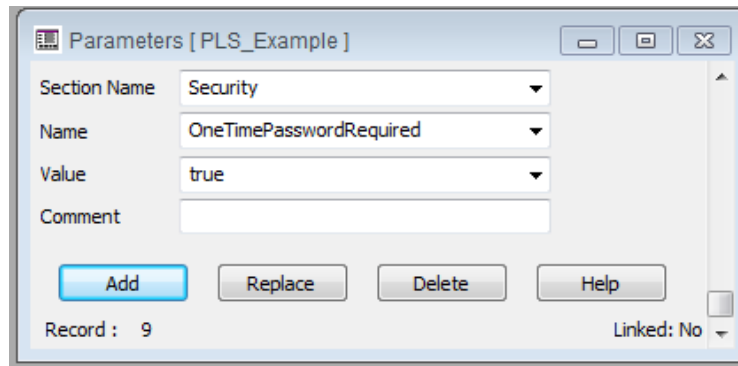 Parameters [ PLS_Example ]
Section Name Security
Name OneTimePasswordRequired
Value true
Comment
Add Replace Delete Help
Record : 9 Linked: No